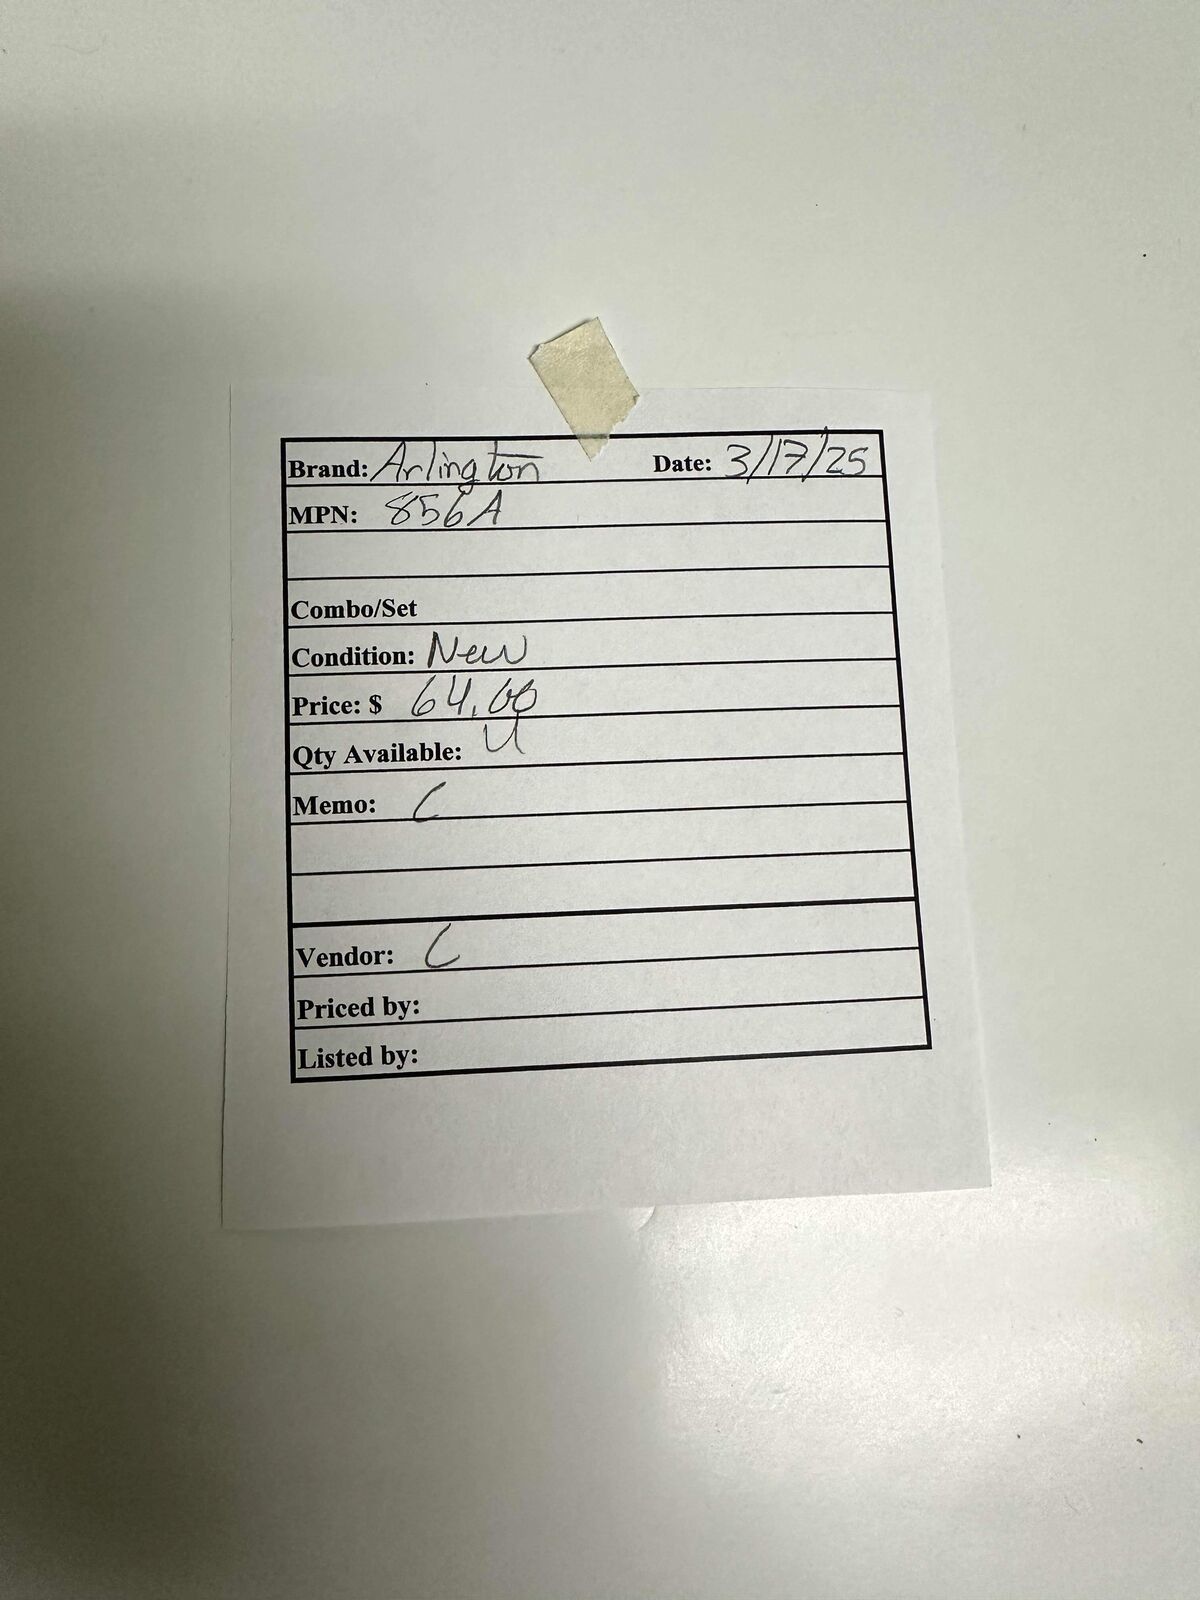 Brand: Arlington Date: 3/17/25
MPN: 856A
Combo/Set
Condition: New
Price: $ 64.00
Qty Available: 4
Memo: C
Vendor: C
Priced by:
Listed by: